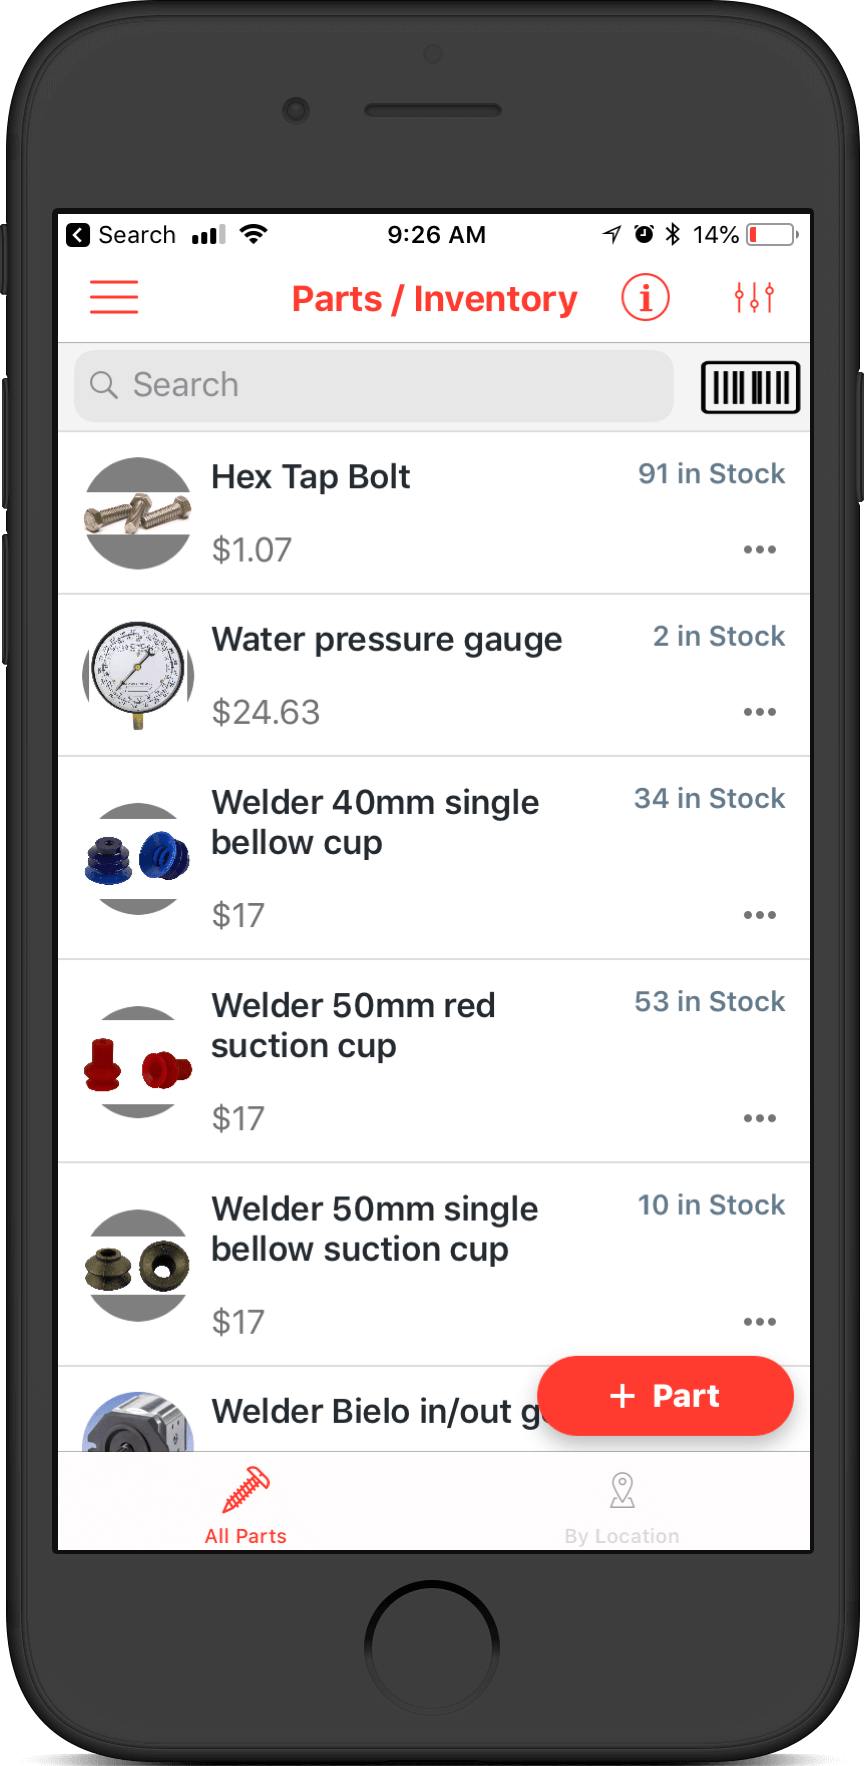 Search
9:26 AM
14%
Parts / Inventory
Search
Hex Tap Bolt
91 in Stock
$1.07
Water pressure gauge
2 in Stock
$24.63
Welder 40mm single
bellow cup
34 in Stock
$17
Welder 50mm red
suction cup
53 in Stock
$17
Welder 50mm single
bellow suction cup
10 in Stock
$17
Welder Bielo in/out
+ Part
All Parts
By Location